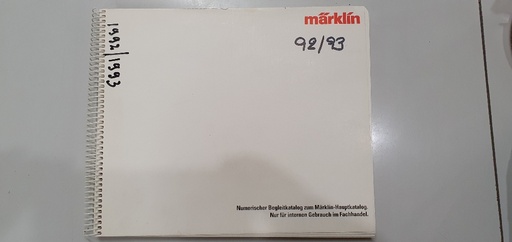 märklin
92/93
1992/1993
Numerischer Begleitkatalog zum Märklin-Hauptkatalog.
Nur für internen Gebrauch im Fachhandel.